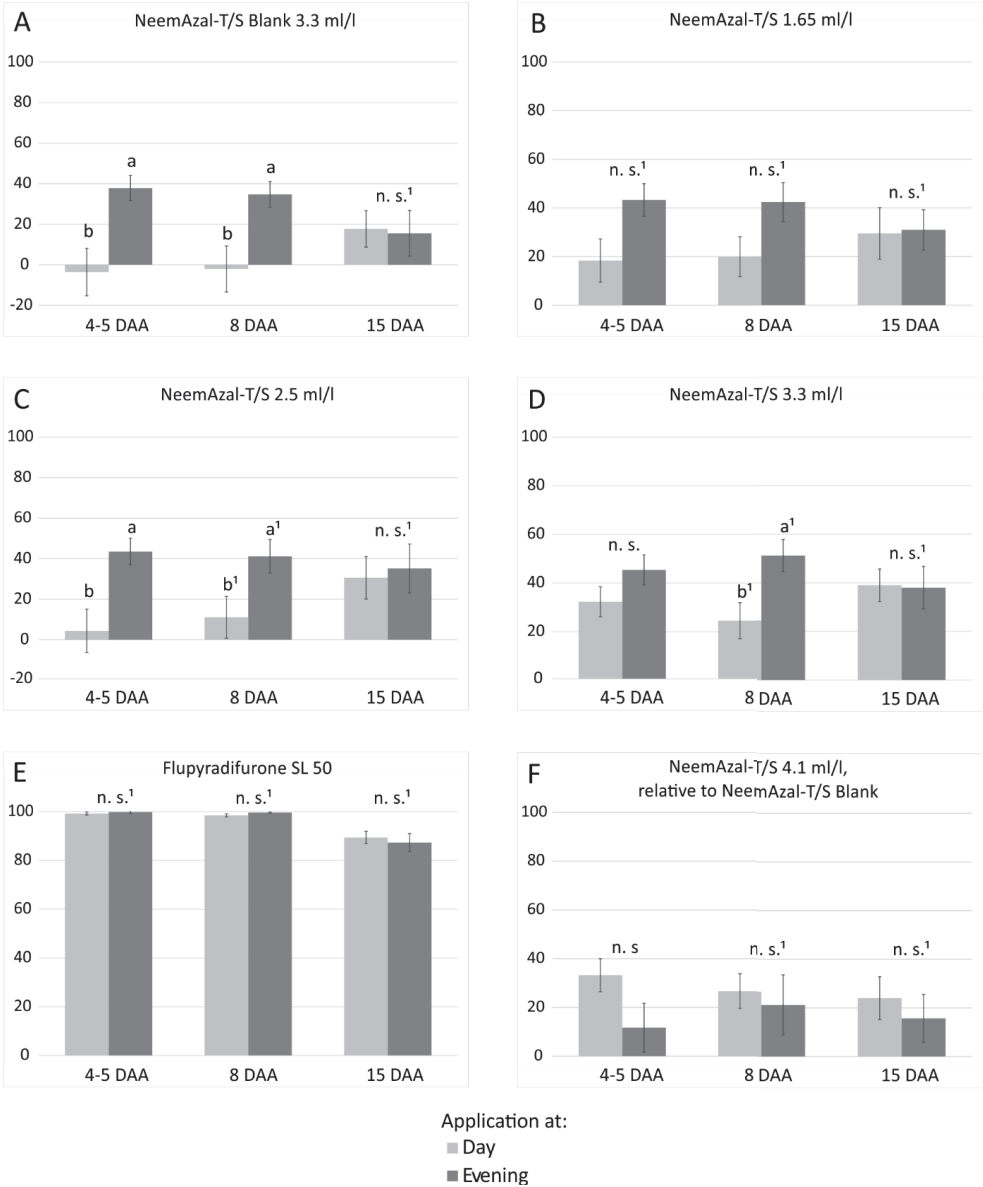 A
NeemAzal-T/S Blank 3.3 ml/l
100
80
60
40
20
0
-20
b
a
b
a
n. s.¹
4-5 DAA
8 DAA
15 DAA
B
NeemAzal-T/S 1.65 ml/l
100
80
60
40
20
0
n. s.¹
n. s.¹
n. s.¹
4-5 DAA
8 DAA
15 DAA
C
NeemAzal-T/S 2.5 ml/l
100
80
60
40
20
0
-20
b
a
b¹
a¹
n. s.¹
4-5 DAA
8 DAA
15 DAA
D
NeemAzal-T/S 3.3 ml/l
100
80
60
40
20
0
n. s.
b¹
a¹
n. s.¹
4-5 DAA
8 DAA
15 DAA
E
Flupyradifurone SL 50
100
80
60
40
20
0
n. s.¹
n. s.¹
n. s.¹
4-5 DAA
8 DAA
15 DAA
F
NeemAzal-T/S 4.1 ml/l,
relative to NeemAzal-T/S Blank
100
80
60
40
20
0
n. s
n. s.¹
n. s.¹
4-5 DAA
8 DAA
15 DAA
Application at:
Day
Evening